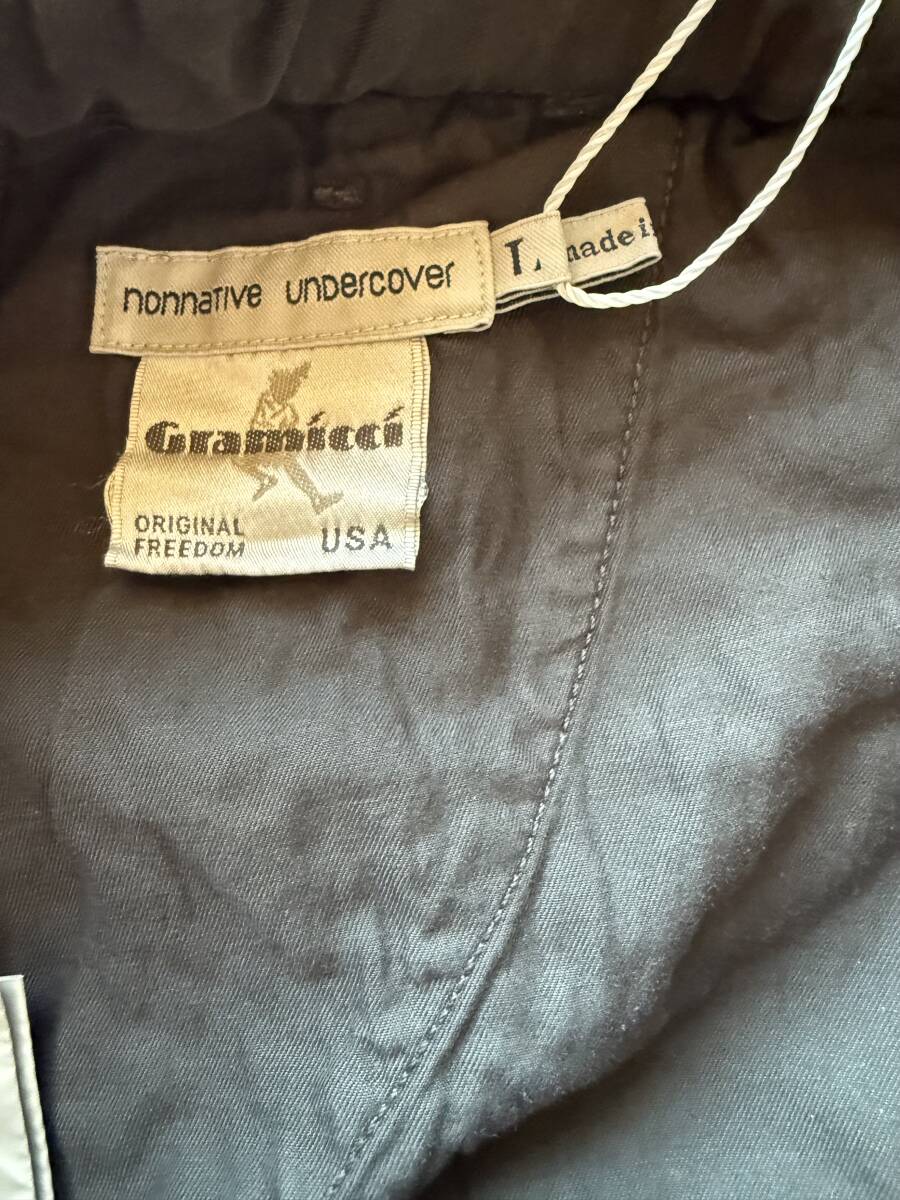 nonnative undercover
L
made i
Gramicci
ORIGINAL
FREEDOM
USA